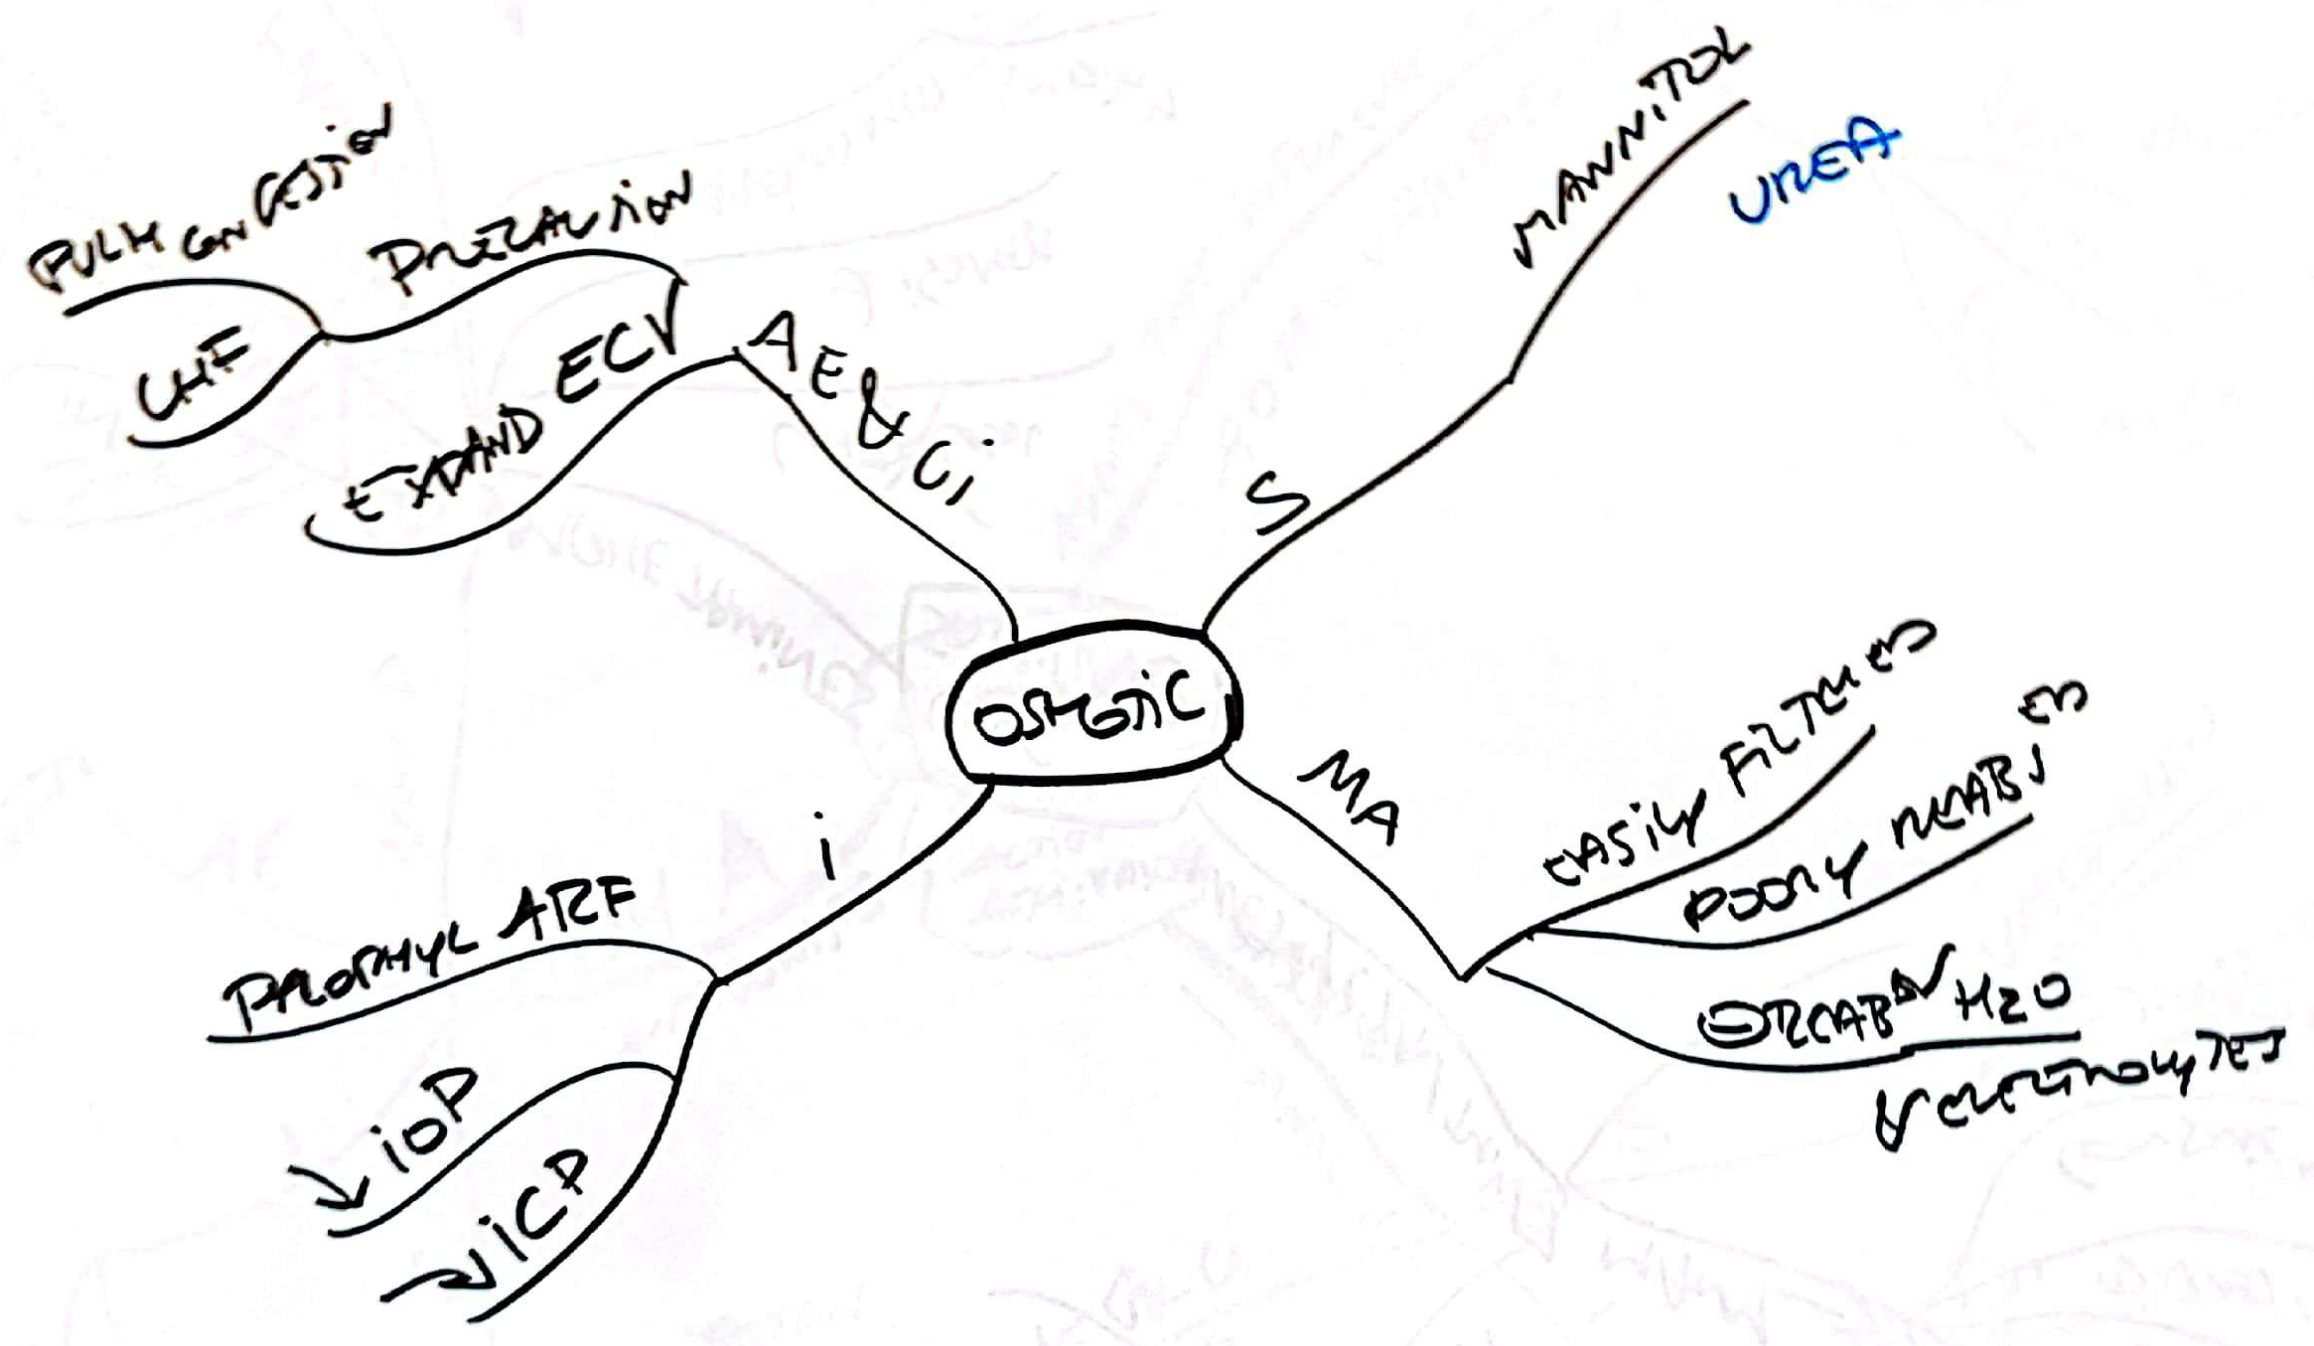 MANNITOL
UREA
S
PULM CONGESTION
PRECAUTION
CHF
EXPAND ECV
AE & Ci
OSMOTIC
MA
EASILY FILTERED
POORLY REABSED
⊖ REABSN H2O
& ELECTROLYTES
i
PROPHYL ARF
↓ iOP
↓ iCP